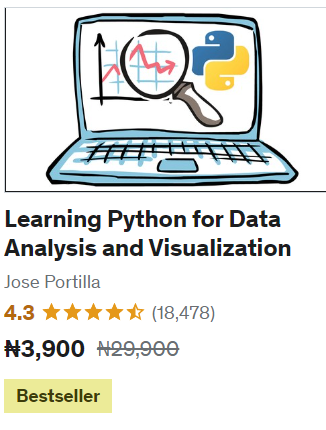 Learning Python for Data
Analysis and Visualization
Jose Portilla
4.3 (18,478)
₦3,900 ₦29,900
Bestseller